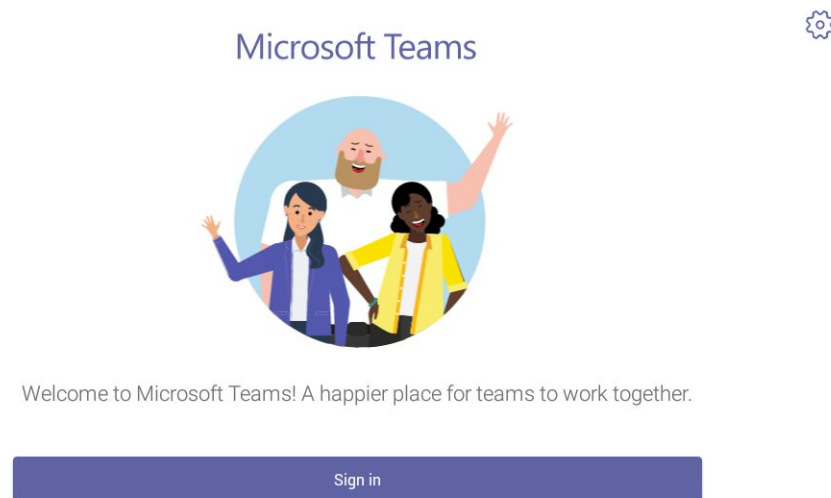 Microsoft Teams
Welcome to Microsoft Teams! A happier place for teams to work together.
Sign in